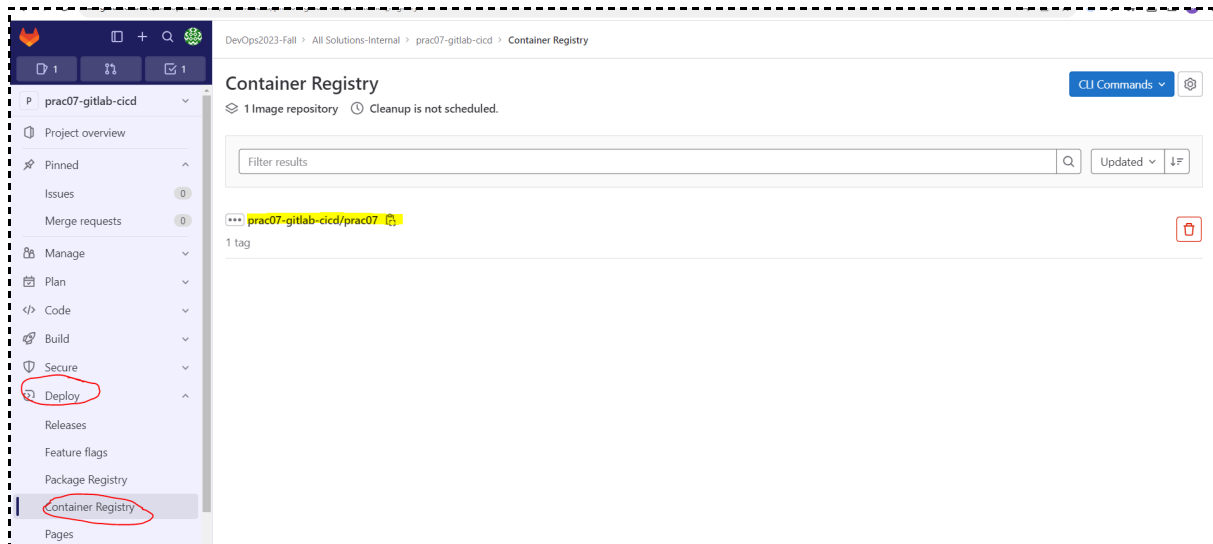 DevOps2023-Fall > All Solutions-Internal > prac07-gitlab-cicd > Container Registry
1
1
P prac07-gitlab-cicd
Project overview
Pinned
Issues 0
Merge requests 0
Manage
Plan
Code
Build
Secure
Deploy
Releases
Feature flags
Package Registry
Container Registry
Pages
Container Registry
CLI Commands
1 Image repository Cleanup is not scheduled.
Filter results
Updated
prac07-gitlab-cicd/prac07
1 tag